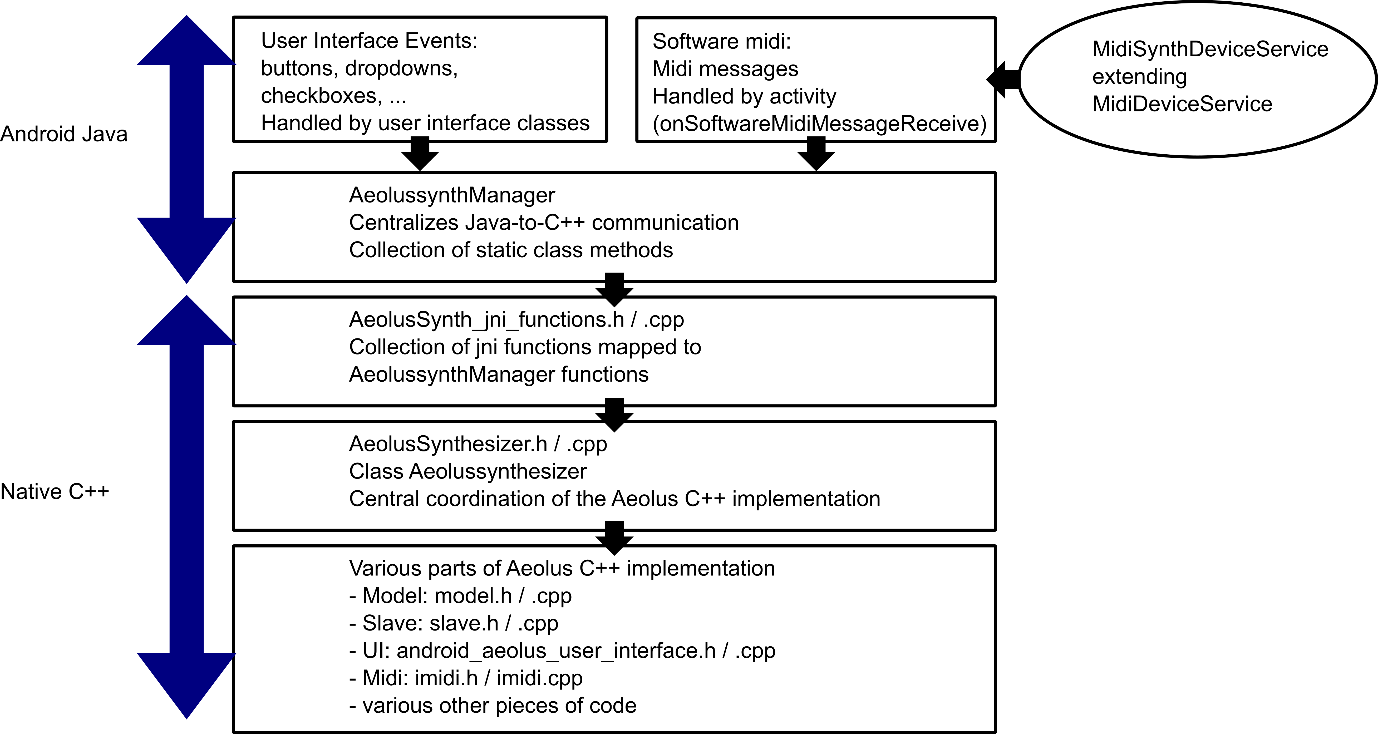 User Interface Events:
buttons, dropdowns,
checkboxes, ...
Handled by user interface classes
Software midi:
Midi messages
Handled by activity
(onSoftwareMidiMessageReceive)
MidiSynthDeviceService
extending
MidiDeviceService
Android Java
AeolussynthManager
Centralizes Java-to-C++ communication
Collection of static class methods
AeolusSynth_jni_functions.h / .cpp
Collection of jni functions mapped to
AeolussynthManager functions
AeolusSynthesizer.h / .cpp
Class Aeolussynthesizer
Central coordination of the Aeolus C++ implementation
Native C++
Various parts of Aeolus C++ implementation
- Model: model.h / .cpp
- Slave: slave.h / .cpp
- UI: android_aeolus_user_interface.h / .cpp
- Midi: imidi.h / imidi.cpp
- various other pieces of code